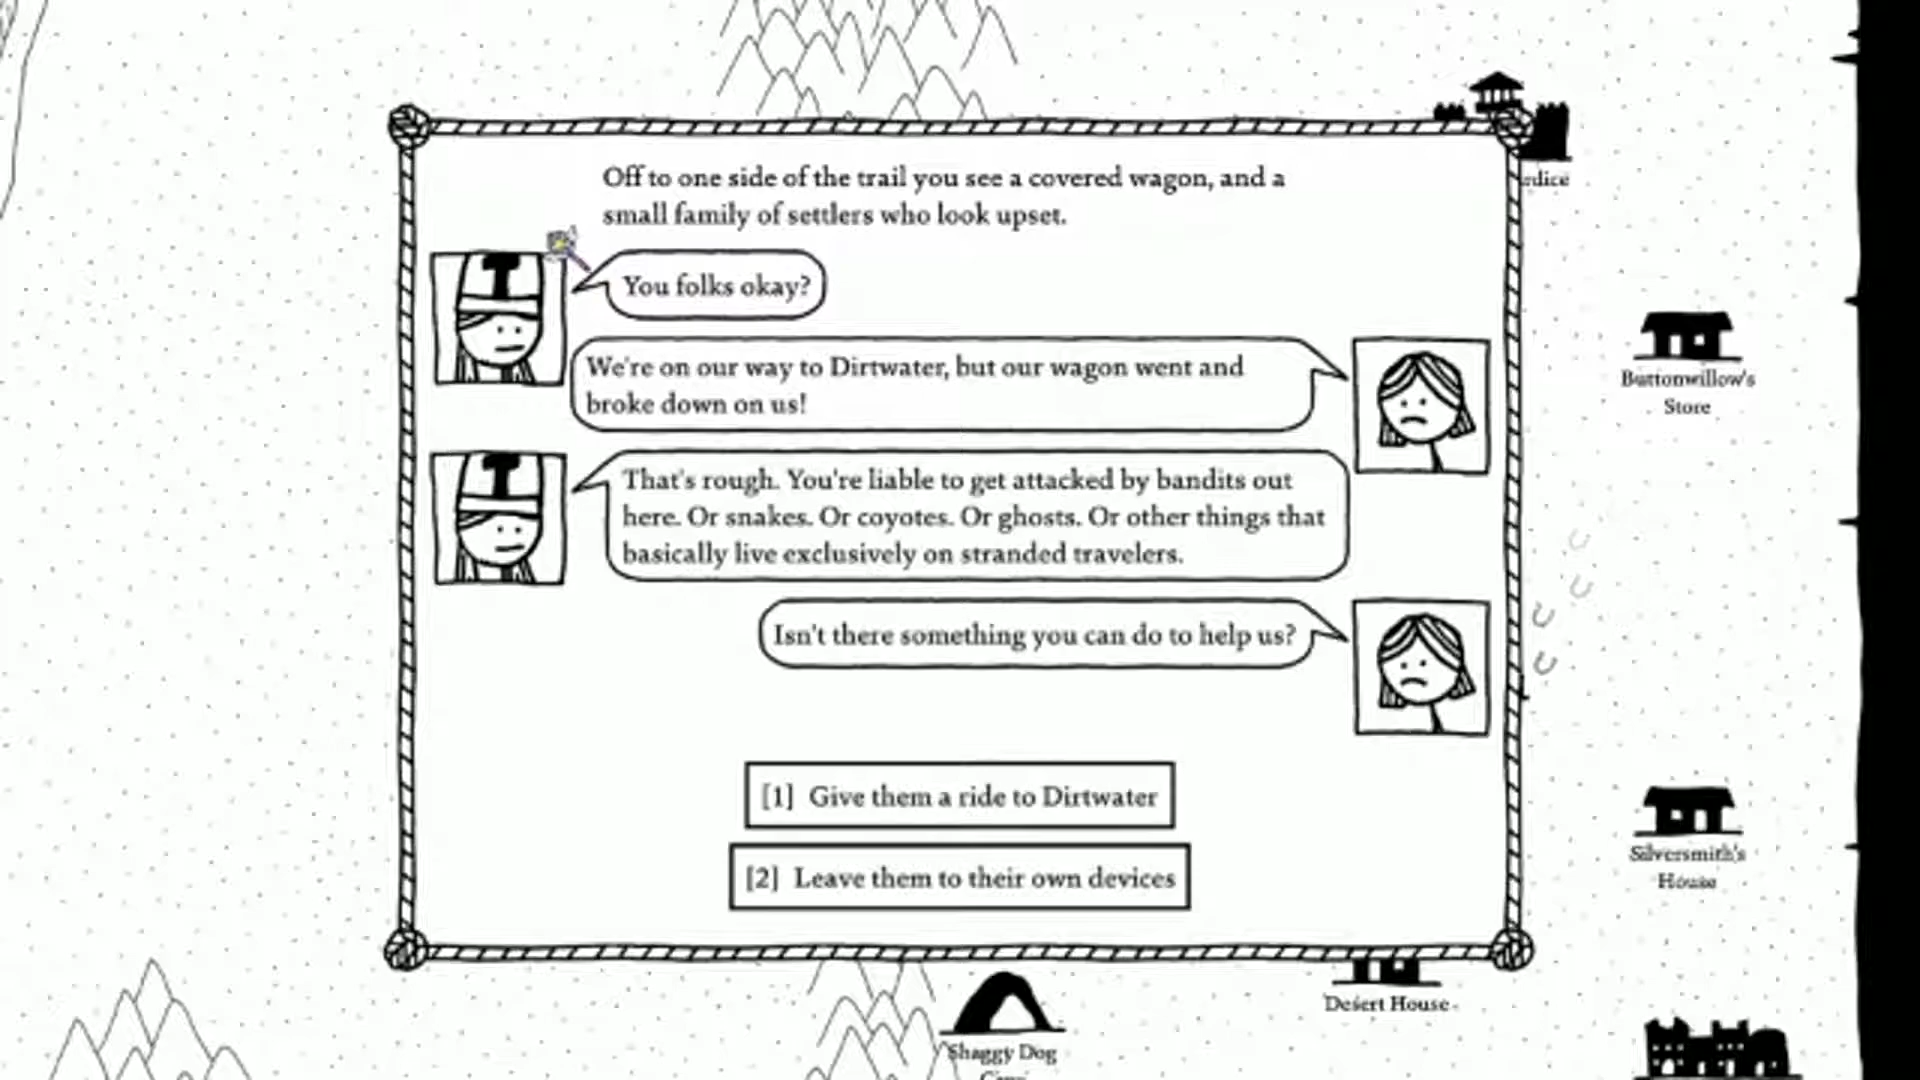 Off to one side of the trail you see a covered wagon, and a
small family of settlers who look upset.
You folks okay?
We're on our way to Dirtwater, but our wagon went and
broke down on us!
That's rough. You're liable to get attacked by bandits out
here. Or snakes. Or coyotes. Or ghosts. Or other things that
basically live exclusively on stranded travelers.
Isn't there something you can do to help us?
[1] Give them a ride to Dirtwater
[2] Leave them to their own devices
Buttonwillow's
Store
Silversmith's
House
Desert House
Shaggy Dog